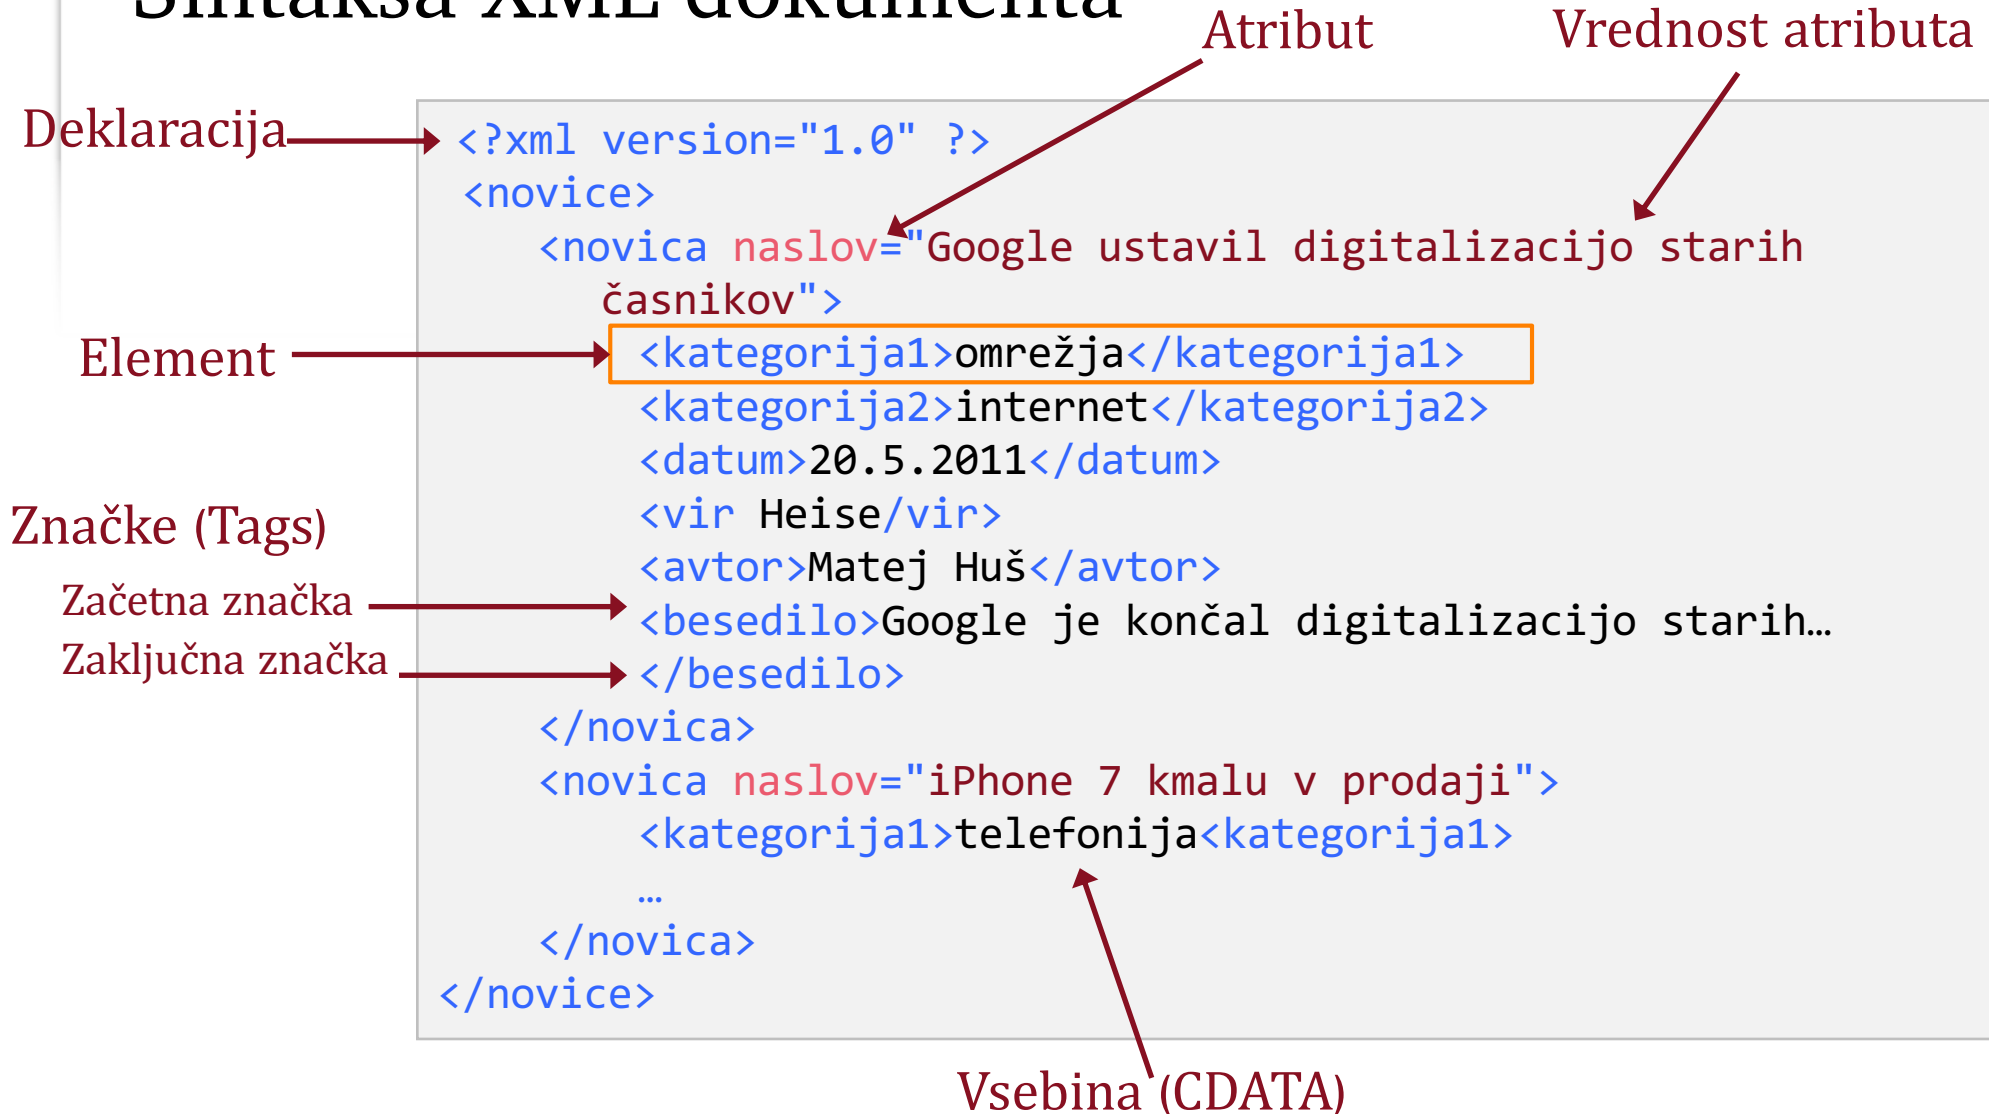 Sintaksa XML dokumenta
Atribut
Vrednost atributa
Deklaracija
<?xml version="1.0" ?>
<novice>
<novica naslov="Google ustavil digitalizacijo starih
časnikov">
Element
<kategorija1>omrežja</kategorija1>
<kategorija2>internet</kategorija2>
<datum>20.5.2011</datum>
<vir Heise/vir>
Značke (Tags)
<avtor>Matej Huš</avtor>
Začetna značka
<besedilo>Google je končal digitalizacijo starih…
Zaključna značka
</besedilo>
</novica>
<novica naslov="iPhone 7 kmalu v prodaji">
<kategorija1>telefonija<kategorija1>
…
</novica>
</novice>
Vsebina (CDATA)